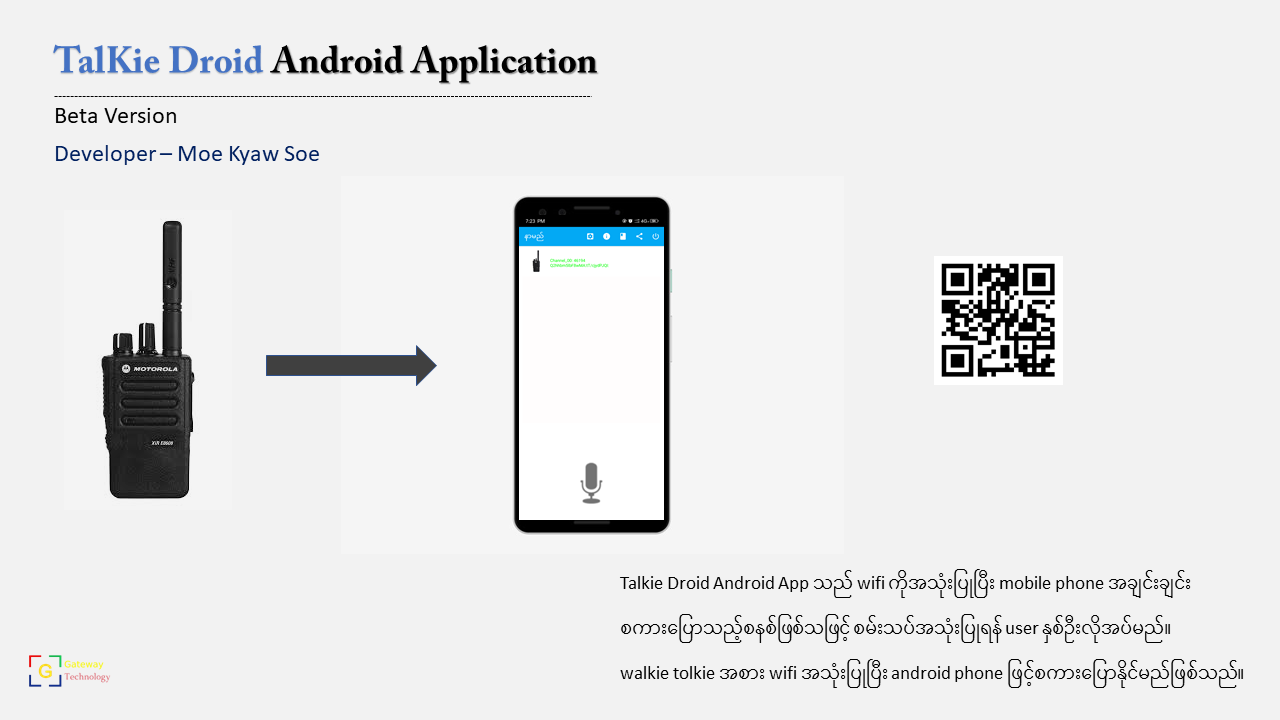 TalKie Droid Android Application
Beta Version
Developer – Moe Kyaw Soe
7:23 PM
4G
နာမည်
MOTOROLA
XiR E8608
Talkie Droid Android App သည် wifi ကိုအသုံးပြုပြီး mobile phone အချင်းချင်း
စကားပြောသည့်စနစ်ဖြစ်သဖြင့် စမ်းသပ်အသုံးပြုရန် user နှစ်ဦးလိုအပ်မည်။
walkie tolkie အစား wifi အသုံးပြုပြီး android phone ဖြင့်စကားပြောနိုင်မည်ဖြစ်သည်။
G
Gateway
Technology